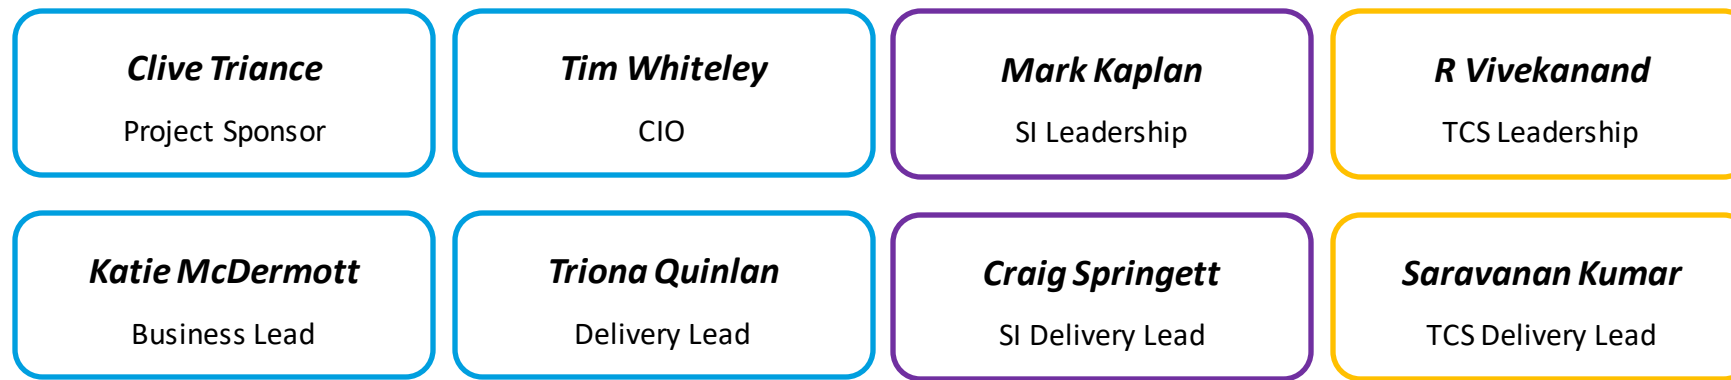 Clive Triance
Project Sponsor
Tim Whiteley
CIO
Mark Kaplan
SI Leadership
R Vivekanand
TCS Leadership
Katie McDermott
Business Lead
Triona Quinlan
Delivery Lead
Craig Springett
SI Delivery Lead
Saravanan Kumar
TCS Delivery Lead